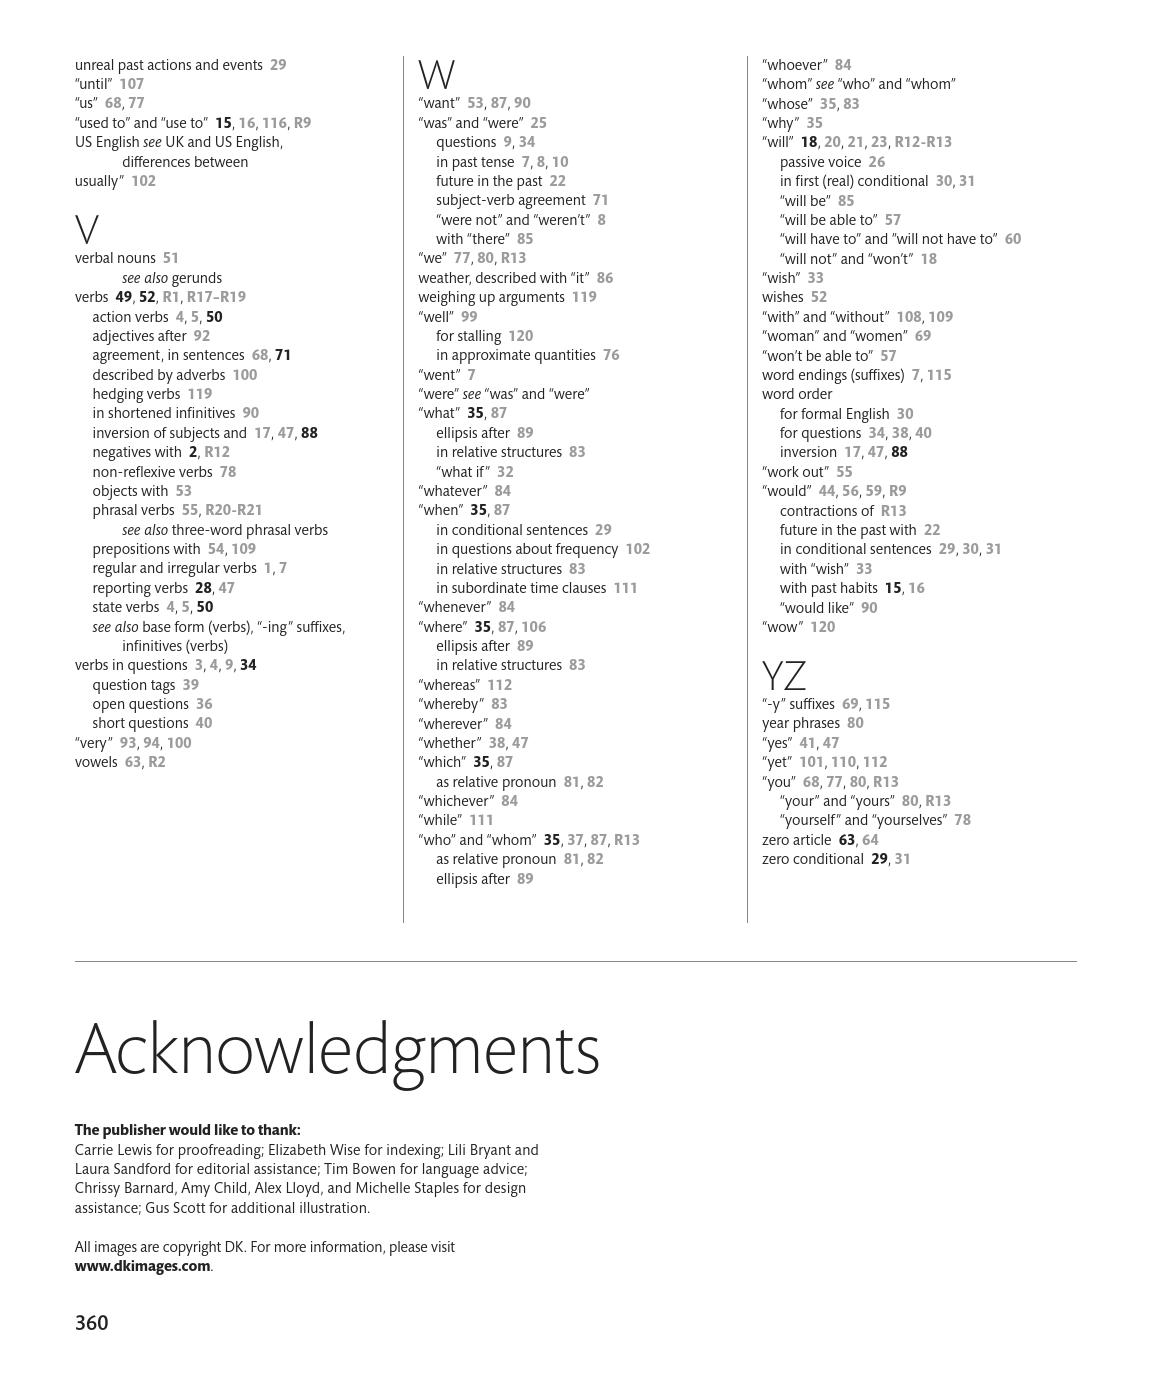 unreal past actions and events 29
“until” 107
“us” 68, 77
“used to” and “use to” 15, 16, 116, R9
US English see UK and US English,
differences between
usually” 102
V
verbal nouns 51
see also gerunds
verbs 49, 52, R1, R17–R19
action verbs 4, 5, 50
adjectives after 92
agreement, in sentences 68, 71
described by adverbs 100
hedging verbs 119
in shortened infinitives 90
inversion of subjects and 17, 47, 88
negatives with 2, R12
non-reflexive verbs 78
objects with 53
phrasal verbs 55, R20-R21
see also three-word phrasal verbs
prepositions with 54, 109
regular and irregular verbs 1, 7
reporting verbs 28, 47
state verbs 4, 5, 50
see also base form (verbs), “-ing” suffixes,
infinitives (verbs)
verbs in questions 3, 4, 9, 34
question tags 39
open questions 36
short questions 40
“very” 93, 94, 100
vowels 63, R2
W
“want” 53, 87, 90
“was” and “were” 25
questions 9, 34
in past tense 7, 8, 10
future in the past 22
subject-verb agreement 71
“were not” and “weren’t” 8
with “there” 85
“we” 77, 80, R13
weather, described with “it” 86
weighing up arguments 119
“well” 99
for stalling 120
in approximate quantities 76
“went” 7
“were” see “was” and “were”
“what” 35, 87
ellipsis after 89
in relative structures 83
“what if” 32
“whatever” 84
“when” 35, 87
in conditional sentences 29
in questions about frequency 102
in relative structures 83
in subordinate time clauses 111
“whenever” 84
“where” 35, 87, 106
ellipsis after 89
in relative structures 83
“whereas” 112
“whereby” 83
“wherever” 84
“whether” 38, 47
“which” 35, 87
as relative pronoun 81, 82
“whichever” 84
“while” 111
“who” and “whom” 35, 37, 87, R13
as relative pronoun 81, 82
ellipsis after 89
“whoever” 84
“whom” see “who” and “whom”
“whose” 35, 83
“why” 35
“will” 18, 20, 21, 23, R12-R13
passive voice 26
in first (real) conditional 30, 31
“will be” 85
“will be able to” 57
“will have to” and “will not have to” 60
“will not” and “won’t” 18
“wish” 33
wishes 52
“with” and “without” 108, 109
“woman” and “women” 69
“won’t be able to” 57
word endings (suffixes) 7, 115
word order
for formal English 30
for questions 34, 38, 40
inversion 17, 47, 88
“work out” 55
“would” 44, 56, 59, R9
contractions of R13
future in the past with 22
in conditional sentences 29, 30, 31
with “wish” 33
with past habits 15, 16
“would like” 90
“wow” 120
YZ
“-y” suffixes 69, 115
year phrases 80
“yes” 41, 47
“yet” 101, 110, 112
“you” 68, 77, 80, R13
“your” and “yours” 80, R13
“yourself” and “yourselves” 78
zero article 63, 64
zero conditional 29, 31
Acknowledgments
The publisher would like to thank:
Carrie Lewis for proofreading; Elizabeth Wise for indexing; Lili Bryant and
Laura Sandford for editorial assistance; Tim Bowen for language advice;
Chrissy Barnard, Amy Child, Alex Lloyd, and Michelle Staples for design
assistance; Gus Scott for additional illustration.
All images are copyright DK. For more information, please visit
www.dkimages.com.
360